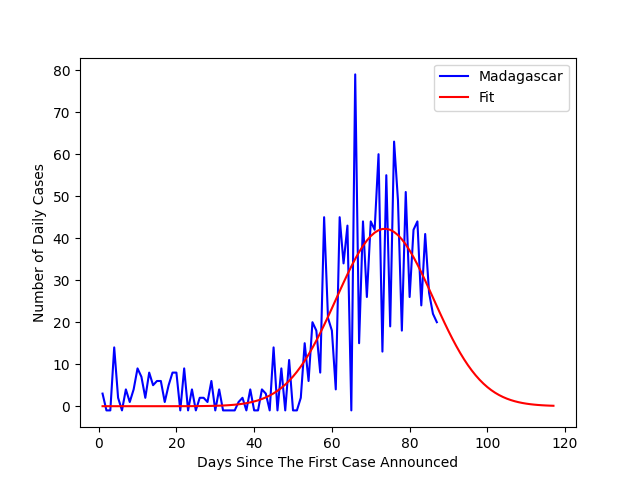 Madagascar
Fit
80
70
60
50
40
30
20
10
0
Number of Daily Cases
0 20 40 60 80 100 120
Days Since The First Case Announced